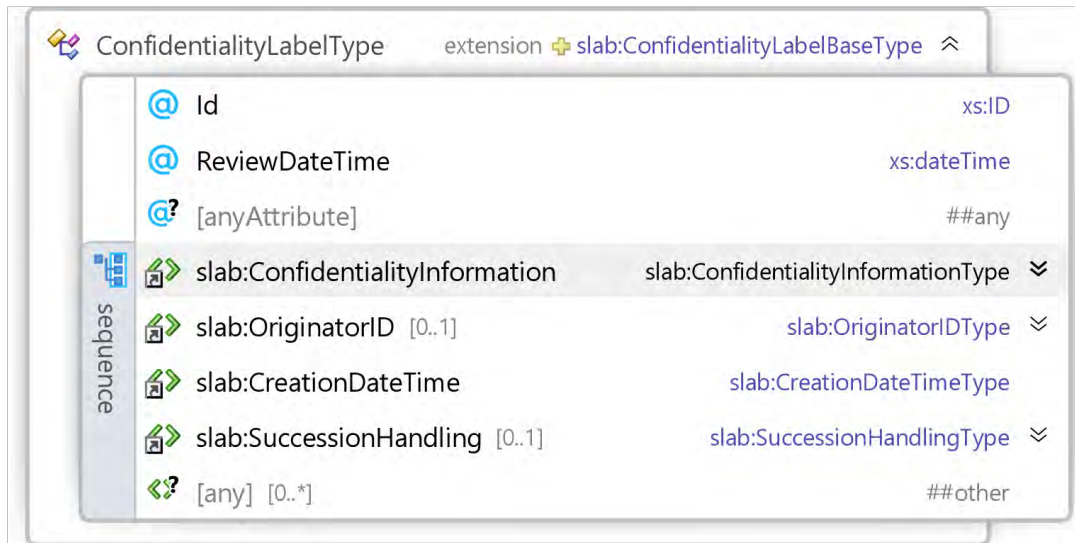 ConfidentialityLabelType extension slab:ConfidentialityLabelBaseType
Id xs:ID
ReviewDateTime xs:dateTime
[anyAttribute] ##any
slab:ConfidentialityInformation slab:ConfidentialityInformationType
slab:OriginatorID [0..1] slab:OriginatorIDType
slab:CreationDateTime slab:CreationDateTimeType
slab:SuccessionHandling [0..1] slab:SuccessionHandlingType
[any] [0..*] ##other
sequence